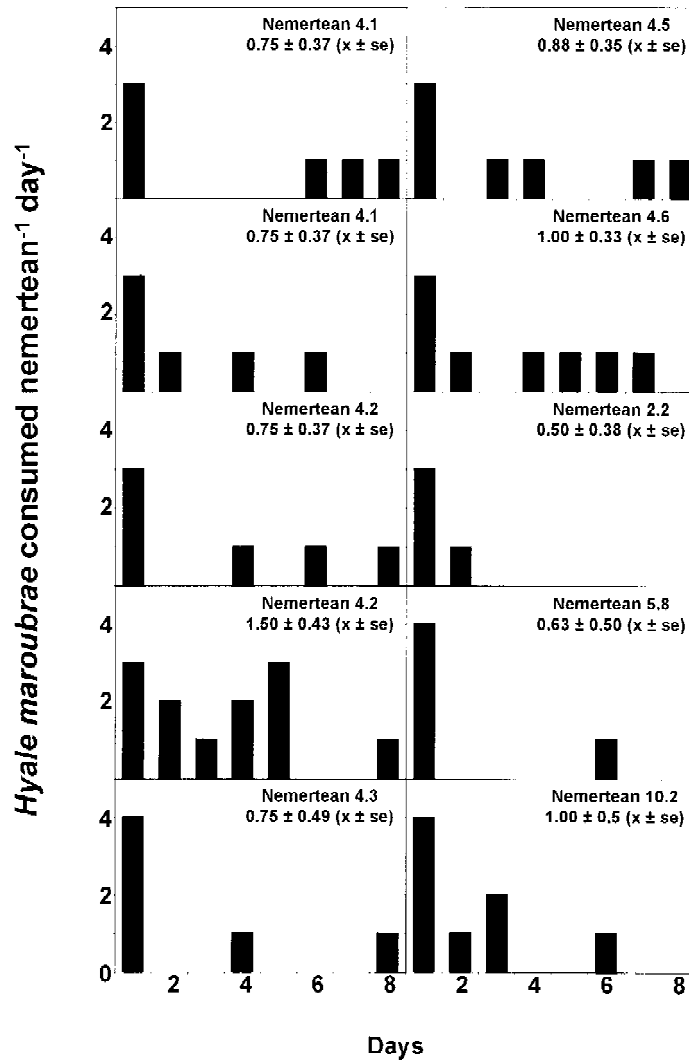 Hyale maroubrae consumed nemertean⁻¹ day⁻¹
Nemertean 4.1
0.75 ± 0.37 (x ± se)
Nemertean 4.5
0.88 ± 0.35 (x ± se)
4
2
Nemertean 4.1
0.75 ± 0.37 (x ± se)
Nemertean 4.6
1.00 ± 0.33 (x ± se)
4
2
Nemertean 4.2
0.75 ± 0.37 (x ± se)
Nemertean 2.2
0.50 ± 0.38 (x ± se)
4
2
Nemertean 4.2
1.50 ± 0.43 (x ± se)
Nemertean 5.8
0.63 ± 0.50 (x ± se)
4
2
Nemertean 4.3
0.75 ± 0.49 (x ± se)
Nemertean 10.2
1.00 ± 0.5 (x ± se)
4
2
0
2 4 6 8 2 4 6 8
Days